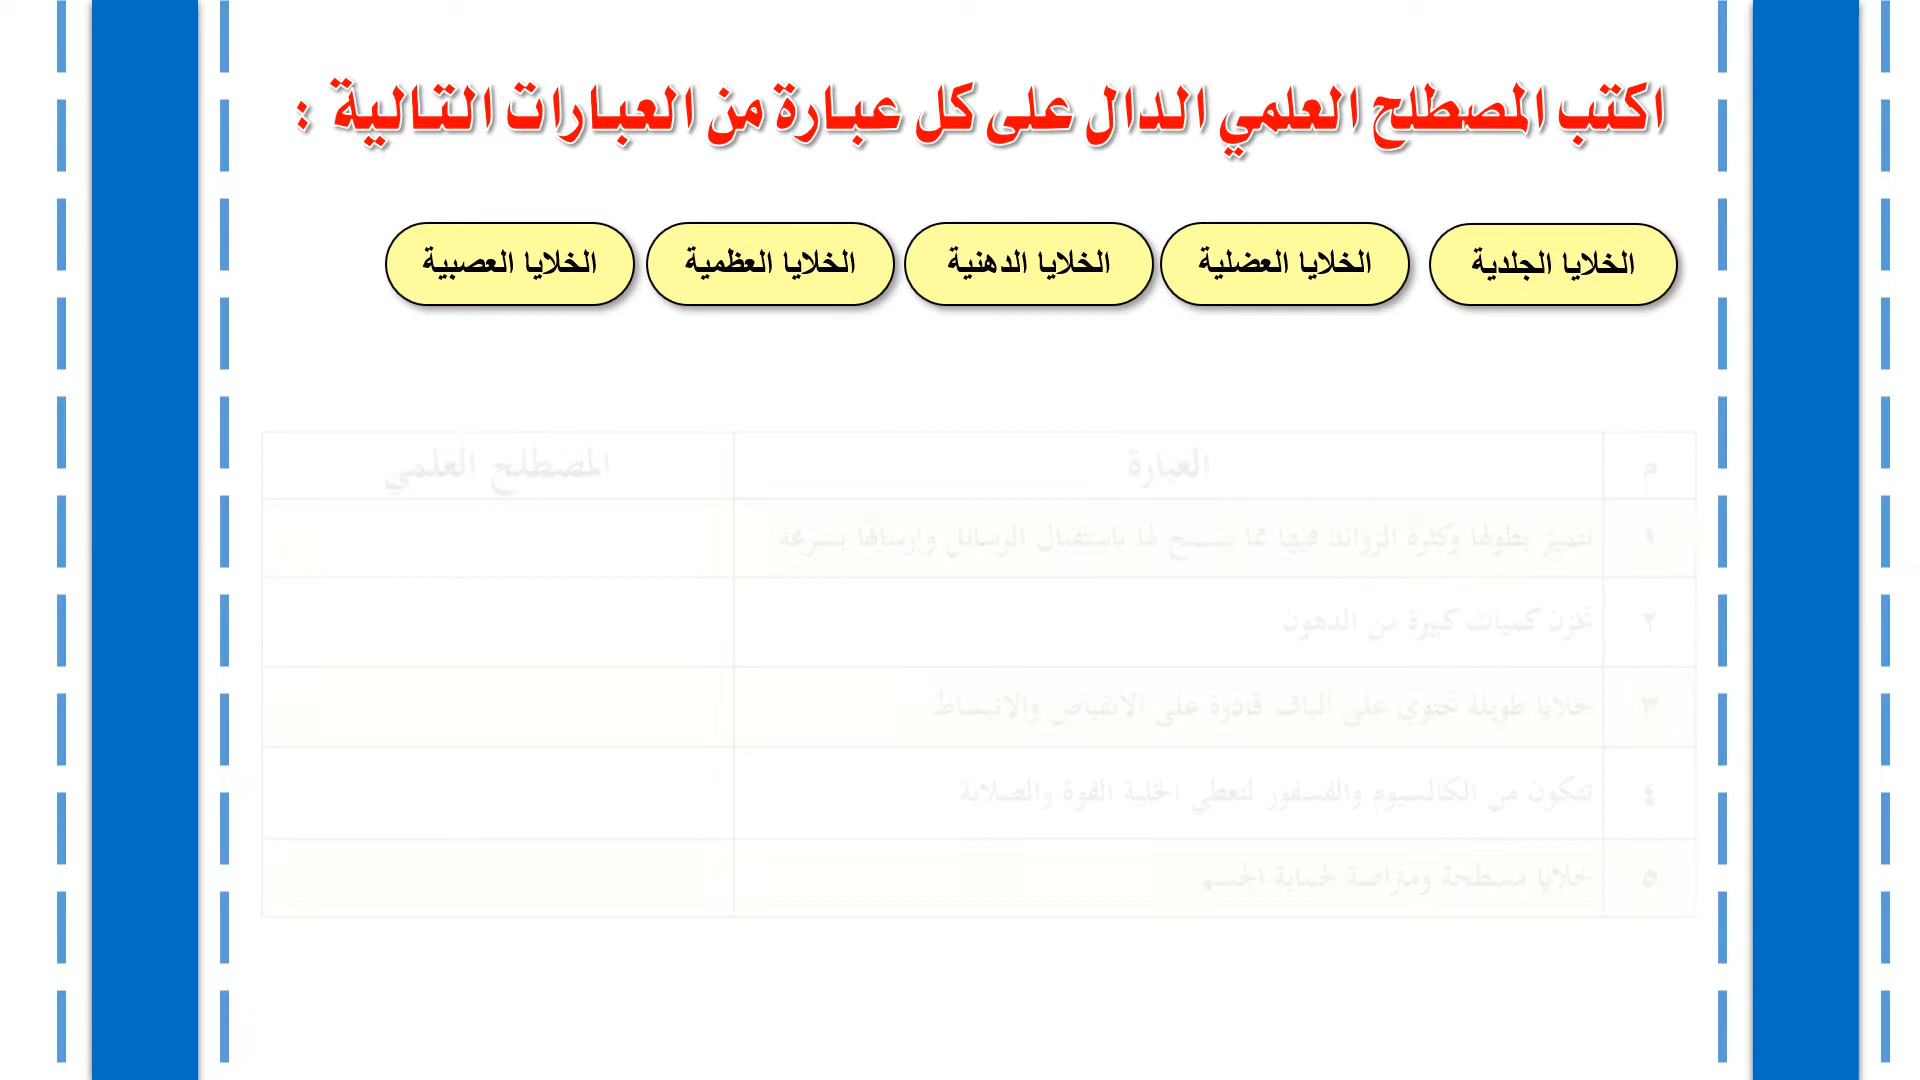 اكتب المصطلح العلمي الدال على كل عبارة من العبارات التالية :
الخلايا الجلدية الخلايا العضلية الخلايا الدهنية الخلايا العظمية الخلايا العصبية
م العبارة المصطلح العلمي
١ تتميز بطولها وكثرة الزوائد فيها مما يسمح لها باستقبال الرسائل وإرسالها بسرعة
٢ تخزن كميات كبيرة من الدهون
٣ خلايا طويلة تحتوي على ألياف قادرة على الانقباض والانبساط
٤ تتكون من الكالسيوم والفسفور لتعطي الخلية القوة والصلابة
٥ خلايا مسطحة ومتراصة لحماية الجسم